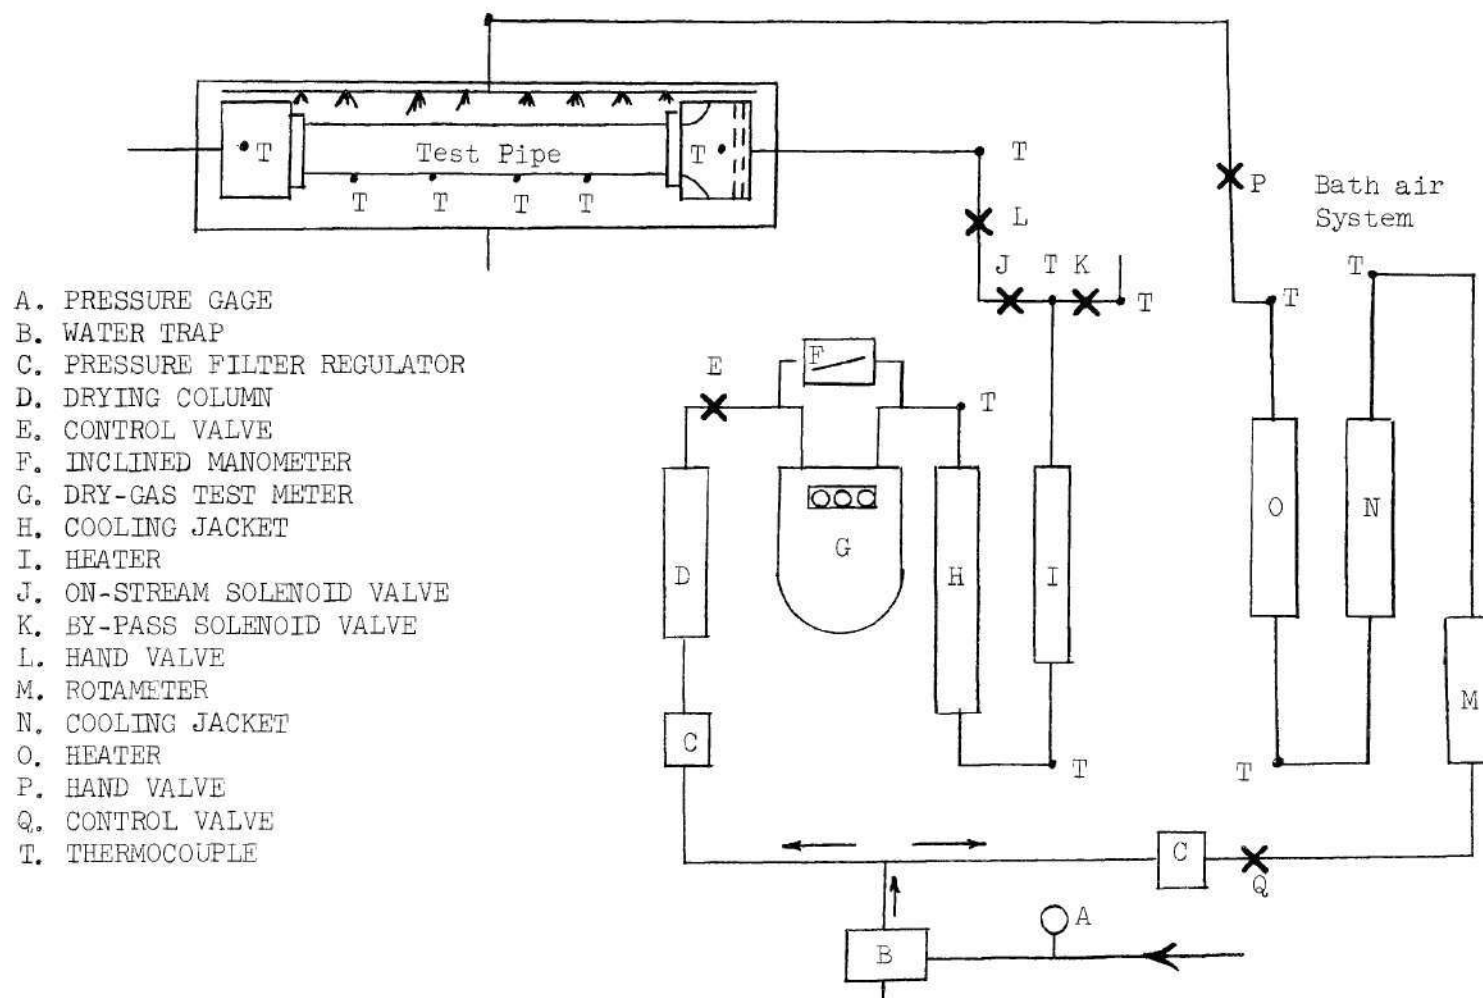 T
Test Pipe
T
T
T
T
T
T
L
P
Bath air
System
J
T
K
T
T
T
A. PRESSURE GAGE
B. WATER TRAP
C. PRESSURE FILTER REGULATOR
D. DRYING COLUMN
E. CONTROL VALVE
F. INCLINED MANOMETER
G. DRY-GAS TEST METER
H. COOLING JACKET
I. HEATER
J. ON-STREAM SOLENOID VALVE
K. BY-PASS SOLENOID VALVE
L. HAND VALVE
M. ROTAMETER
N. COOLING JACKET
O. HEATER
P. HAND VALVE
Q. CONTROL VALVE
T. THERMOCOUPLE
E
F
T
D
G
H
I
O
N
M
C
T
T
C
Q
A
B